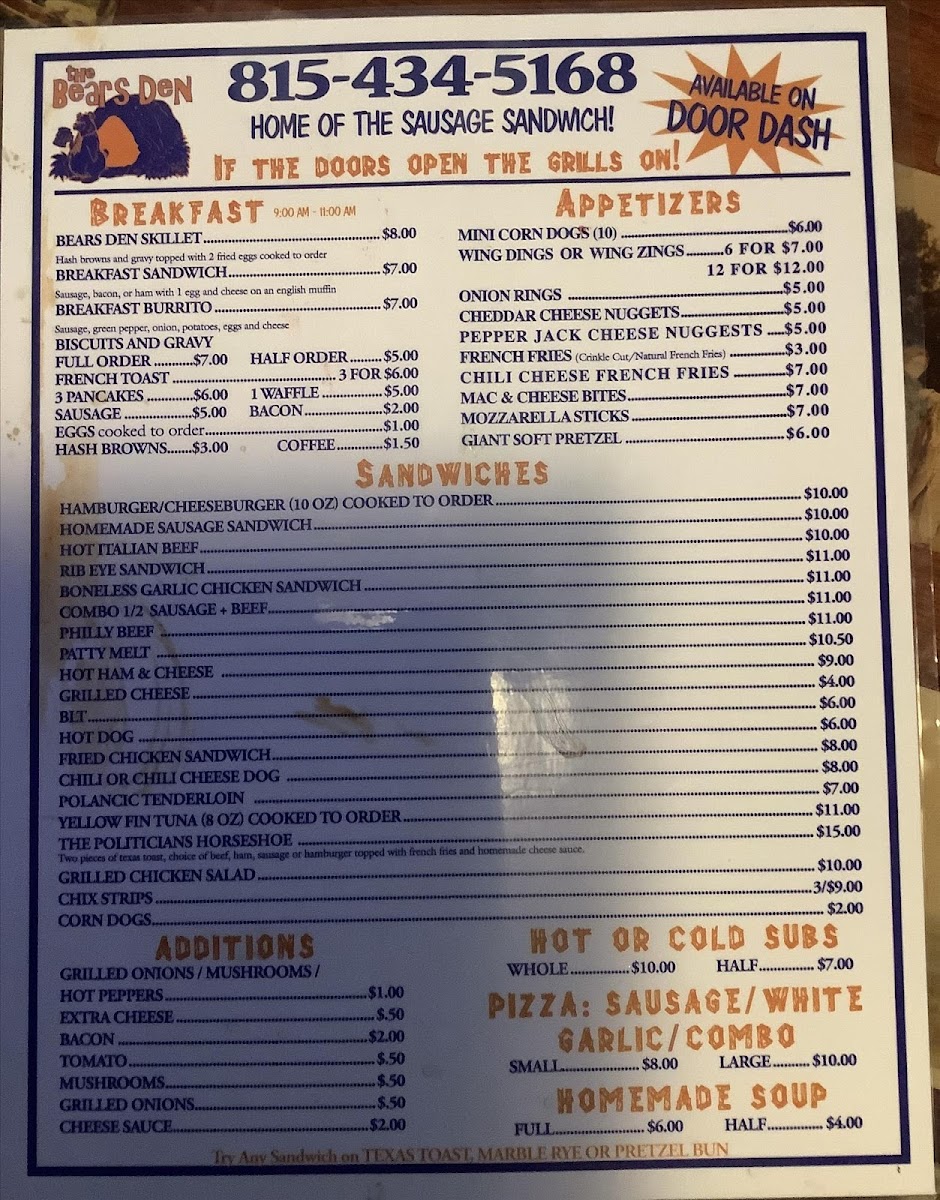 the Bears Den
815-434-5168
HOME OF THE SAUSAGE SANDWICH!
IF THE DOORS OPEN THE GRILLS ON!
AVAILABLE ON
DOOR DASH
BREAKFAST 9:00 AM - 11:00 AM
BEARS DEN SKILLET $8.00
Hash browns and gravy topped with 2 fried eggs cooked to order
BREAKFAST SANDWICH $7.00
Sausage, bacon, or ham with 1 egg and cheese on an english muffin
BREAKFAST BURRITO $7.00
Sausage, green pepper, onion, potatoes, eggs and cheese
BISCUITS AND GRAVY
FULL ORDER $7.00 HALF ORDER $5.00
FRENCH TOAST 3 FOR $6.00
3 PANCAKES $6.00 1 WAFFLE $5.00
SAUSAGE $5.00 BACON $2.00
EGGS cooked to order $1.00
HASH BROWNS $3.00 COFFEE $1.50
APPETIZERS
MINI CORN DOGS (10) $6.00
WING DINGS OR WING ZINGS 6 FOR $7.00
12 FOR $12.00
ONION RINGS $5.00
CHEDDAR CHEESE NUGGETS $5.00
PEPPER JACK CHEESE NUGGESTS $5.00
FRENCH FRIES (Crinkle Cut/Natural French Fries) $3.00
CHILI CHEESE FRENCH FRIES $7.00
MAC & CHEESE BITES $7.00
MOZZARELLA STICKS $7.00
GIANT SOFT PRETZEL $6.00
SANDWICHES
HAMBURGER/CHEESEBURGER (10 OZ) COOKED TO ORDER $10.00
HOMEMADE SAUSAGE SANDWICH $10.00
HOT ITALIAN BEEF $10.00
RIB EYE SANDWICH $11.00
BONELESS GARLIC CHICKEN SANDWICH $11.00
COMBO 1/2 SAUSAGE + BEEF $11.00
PHILLY BEEF $11.00
PATTY MELT $10.50
HOT HAM & CHEESE $9.00
GRILLED CHEESE $4.00
BLT $6.00
HOT DOG $6.00
FRIED CHICKEN SANDWICH $8.00
CHILI OR CHILI CHEESE DOG $8.00
POLANCIC TENDERLOIN $7.00
YELLOW FIN TUNA (8 OZ) COOKED TO ORDER $11.00
THE POLITICIANS HORSESHOE $15.00
Two pieces of texas toast, choice of beef, ham, sausage or hamburger topped with french fries and homemade cheese sauce.
GRILLED CHICKEN SALAD $10.00
CHIX STRIPS 3/$9.00
CORN DOGS $2.00
ADDITIONS
GRILLED ONIONS / MUSHROOMS /
HOT PEPPERS $1.00
EXTRA CHEESE $.50
BACON $2.00
TOMATO $.50
MUSHROOMS $.50
GRILLED ONIONS $.50
CHEESE SAUCE $2.00
HOT OR COLD SUBS
WHOLE $10.00 HALF $7.00
PIZZA: SAUSAGE/WHITE
GARLIC/COMBO
SMALL $8.00 LARGE $10.00
HOMEMADE SOUP
FULL $6.00 HALF $4.00
Try Any Sandwich on TEXAS TOAST, MARBLE RYE OR PRETZEL BUN